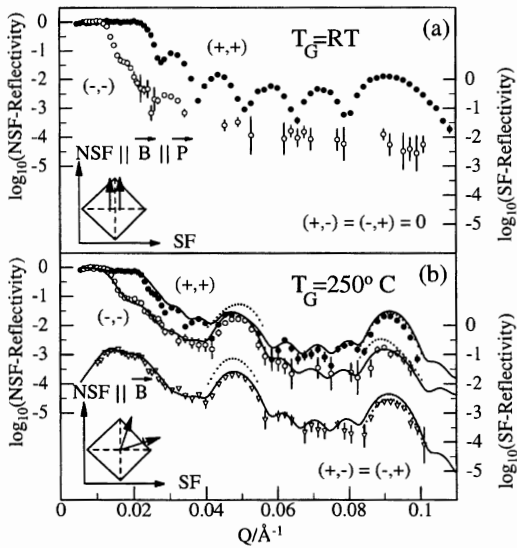 (a)
T_G=RT
(+,+)
(-,-)
0
-1
-2
-3
-4
-5
log₁₀(NSF-Reflectivity)
0
-1
-2
-3
-4
-5
log₁₀(SF-Reflectivity)
NSF || B || P
SF
(+,-) = (-,+) = 0
(b)
T_G=250° C
(+,+)
(-,-)
0
-1
-2
-3
-4
-5
log₁₀(NSF-Reflectivity)
0
-1
-2
-3
-4
-5
log₁₀(SF-Reflectivity)
NSF || B
SF
(+,-) = (-,+)
0 0.02 0.04 0.06 0.08 0.1
Q/Å⁻¹